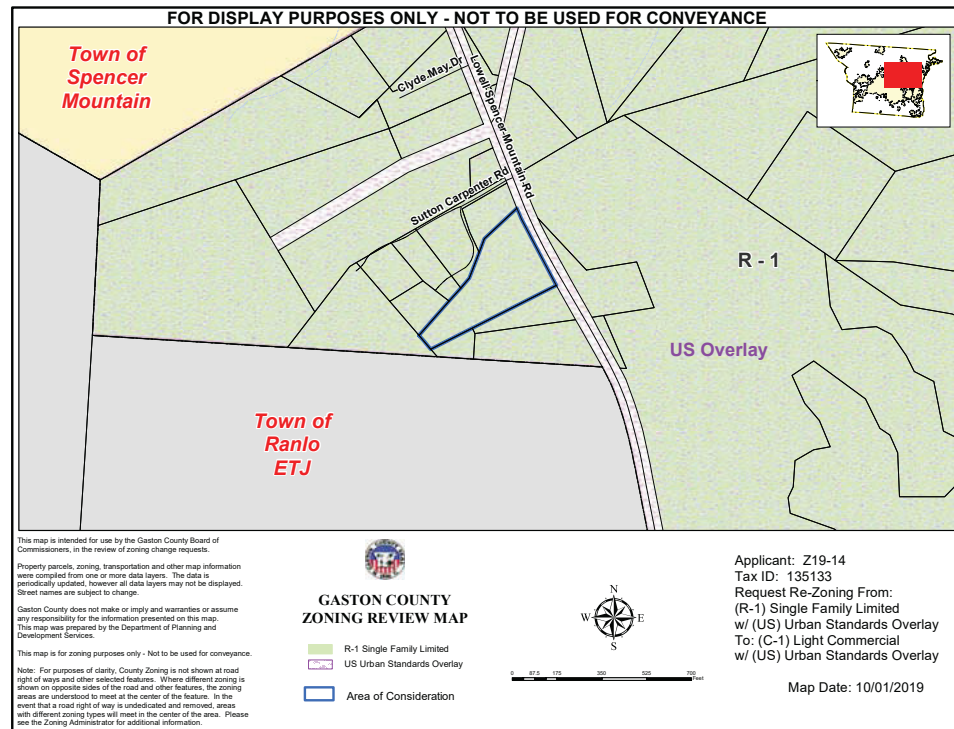 FOR DISPLAY PURPOSES ONLY - NOT TO BE USED FOR CONVEYANCE
Town of
Spencer
Mountain
Clyde May Dr
Lowell-Spencer-Mountain-Rd
Sutton Carpenter Rd
R - 1
US Overlay
Town of
Ranlo
ETJ
This map is intended for use by the Gaston County Board of
Commissioners, in the review of zoning change requests.
Property parcels, zoning, transportation and other map information
were compiled from one or more data layers. The data is
periodically updated, however all data layers may not be displayed.
Street names are subject to change.
Gaston County does not make or imply and warranties or assume
any responsibility for the information presented on this map.
This map was prepared by the Department of Planning and
Development Services.
This map is for zoning purposes only - Not to be used for conveyance.
Note: For purposes of clarity, County Zoning is not shown at road
right of ways and other selected features. Where different zoning is
shown on opposite sides of the road and other features, the zoning
areas are understood to meet at the center of the feature. In the
event that a road right of way is undedicated and removed, areas
with different zoning types will meet in the center of the area. Please
see the Zoning Administrator for additional information.
GASTON COUNTY
ZONING REVIEW MAP
R-1 Single Family Limited
US Urban Standards Overlay
Area of Consideration
N
W E
S
0 87.5 175 350 525 700
Feet
Applicant: Z19-14
Tax ID: 135133
Request Re-Zoning From:
(R-1) Single Family Limited
w/ (US) Urban Standards Overlay
To: (C-1) Light Commercial
w/ (US) Urban Standards Overlay
Map Date: 10/01/2019